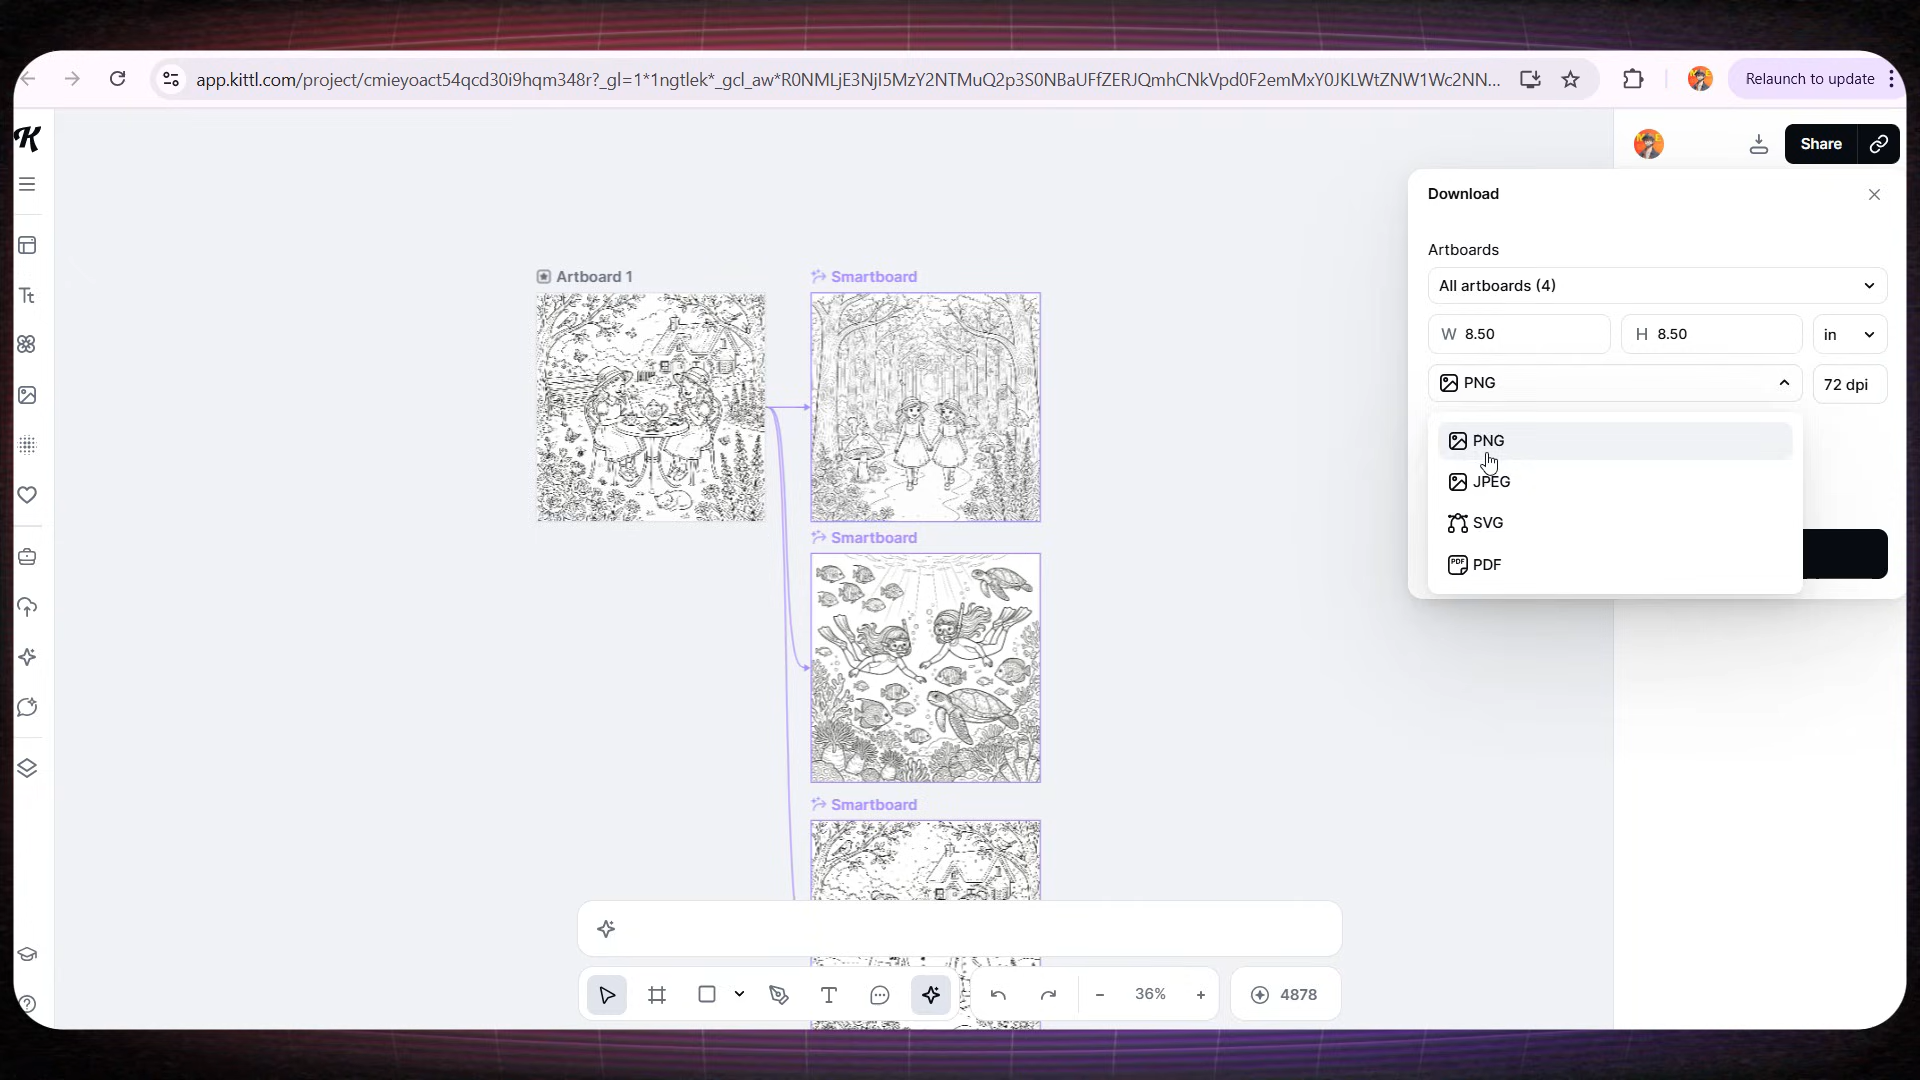 app.kittl.com/project/cmieyoact54qcd30i9hqm348r?_gl=1*1ngtlek*_gcl_aw*R0NMLjE3NjI5MzY2NTMuQ2p3S0NBaUFfZERJQmhCNkVpd0F2emMxY0JKLWtZNW1Wc2NN...
Relaunch to update
K
Share
Download
Artboards
All artboards (4)
W 8.50
H 8.50
in
PNG
72 dpi
PNG
JPEG
SVG
PDF
PDF
Tt
Artboard 1
Smartboard
Smartboard
Smartboard
T
36%
4878